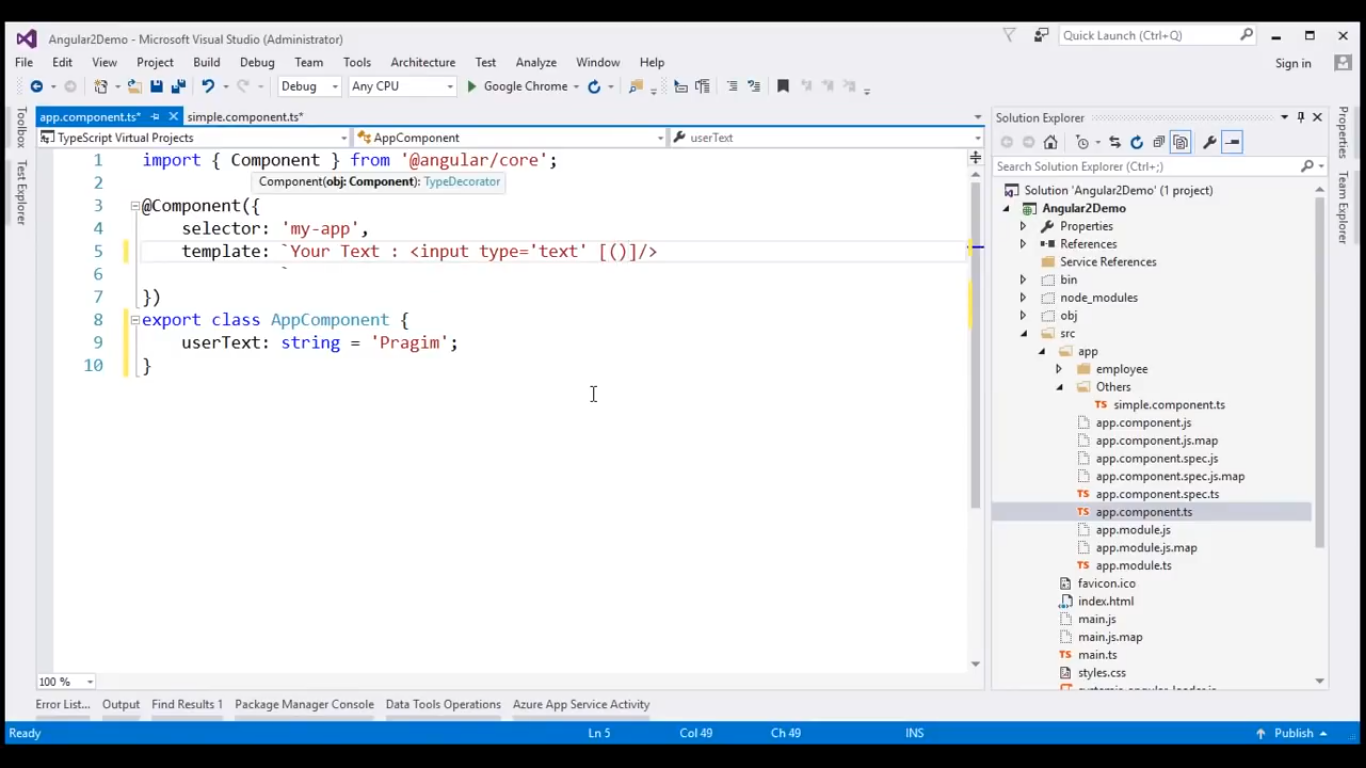 Angular2Demo - Microsoft Visual Studio (Administrator)
Quick Launch (Ctrl+Q)
File Edit View Project Build Debug Team Tools Architecture Test Analyze Window Help
Sign in
Debug Any CPU Google Chrome
Toolbox
Test Explorer
app.component.ts* simple.component.ts*
TypeScript Virtual Projects AppComponent userText
1 import { Component } from '@angular/core';
2
Component(obj: Component): TypeDecorator
3 @Component({
4 selector: 'my-app',
5 template: `Your Text : <input type='text' [()]/>
6 `
7 })
8 export class AppComponent {
9 userText: string = 'Pragim';
10 }
100 %
Solution Explorer
Search Solution Explorer (Ctrl+;)
Solution 'Angular2Demo' (1 project)
Angular2Demo
Properties
References
Service References
bin
node_modules
obj
src
app
employee
Others
simple.component.ts
app.component.js
app.component.js.map
app.component.spec.js
app.component.spec.js.map
app.component.spec.ts
app.component.ts
app.module.js
app.module.js.map
app.module.ts
favicon.ico
index.html
main.js
main.js.map
main.ts
styles.css
Properties
Team Explorer
Error List... Output Find Results 1 Package Manager Console Data Tools Operations Azure App Service Activity
Ready Ln 5 Col 49 Ch 49 INS Publish